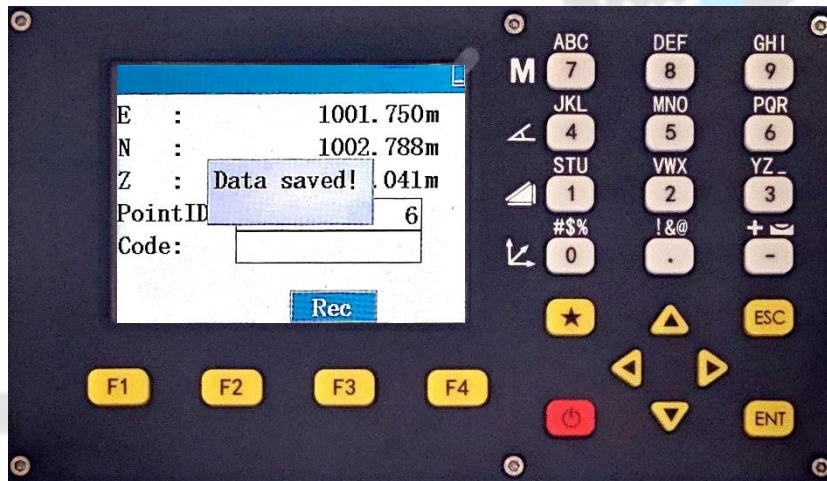 E : 1001.750m
N : 1002.788m
Z : .041m
Data saved!
PointID 6
Code:
Rec
F1 F2 F3 F4
ABC DEF GHI
M 7 8 9
JKL MNO PQR
4 5 6
STU VWX YZ_
1 2 3
#$% !&@ +
0 . -
ESC
ENT